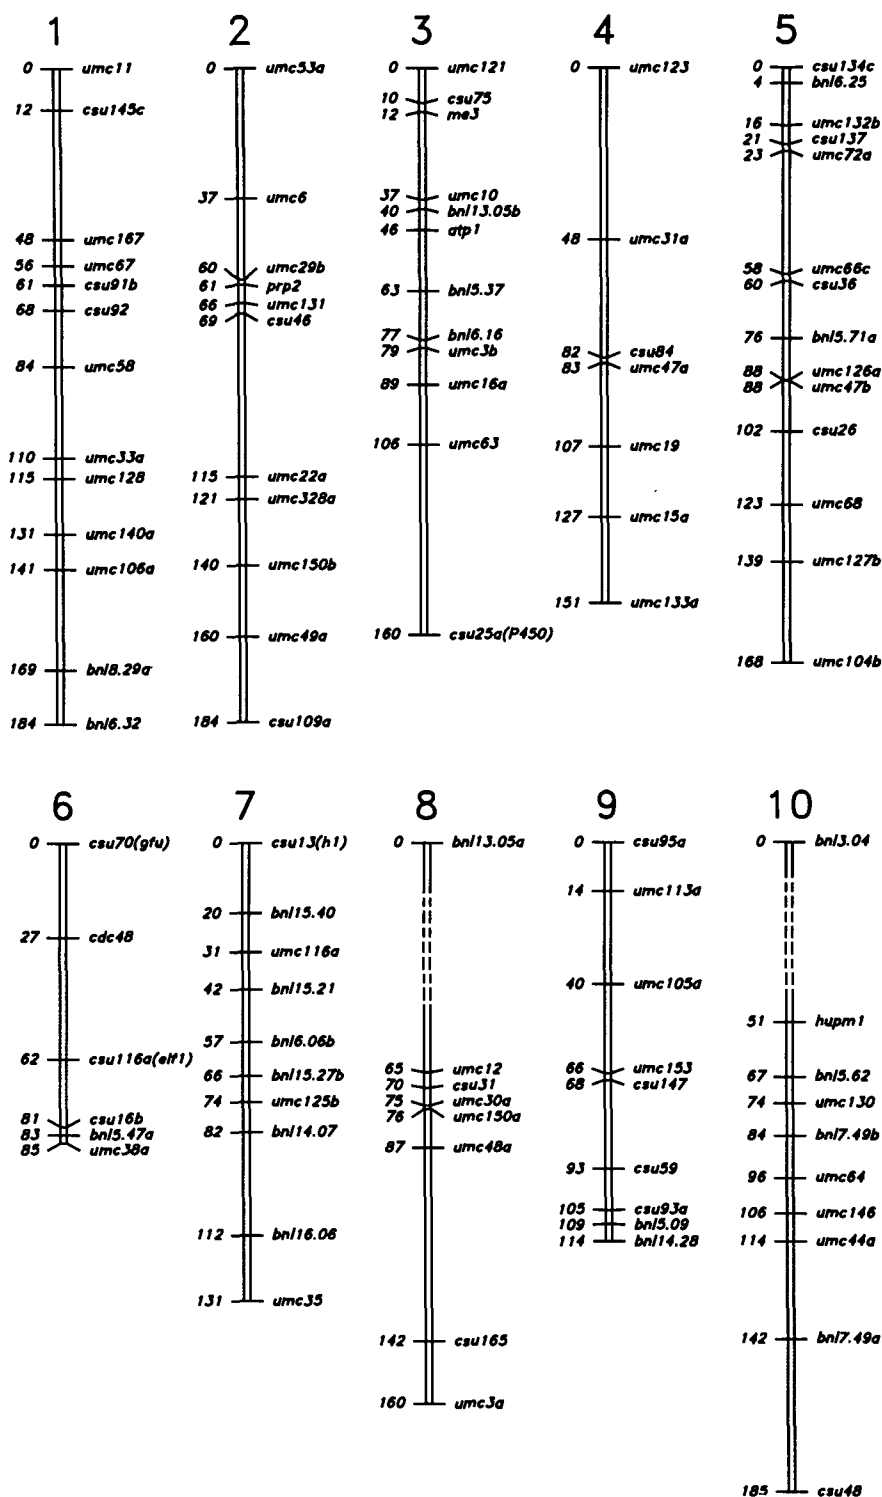 1
0 umc11
12 csu145c
48 umc167
56 umc67
61 csu91b
68 csu92
84 umc58
110 umc33a
115 umc128
131 umc140a
141 umc106a
169 bnl8.29a
184 bnl6.32
2
0 umc53a
37 umc6
60 umc29b
61 prp2
66 umc131
69 csu46
115 umc22a
121 umc328a
140 umc150b
160 umc49a
184 csu109a
3
0 umc121
10 csu75
12 me3
37 umc10
40 bnl13.05b
46 atp1
63 bnl5.37
77 bnl6.16
79 umc3b
89 umc16a
106 umc63
160 csu25a(P450)
4
0 umc123
48 umc31a
82 csu84
83 umc47a
107 umc19
127 umc15a
151 umc133a
5
0 csu134c
4 bnl6.25
16 umc132b
21 csu137
23 umc72a
58 umc66c
60 csu36
76 bnl5.71a
88 umc126a
88 umc47b
102 csu26
123 umc68
139 umc127b
168 umc104b
6
0 csu70(gfu)
27 cdc48
62 csu116a(elf1)
81 csu16b
83 bnl5.47a
85 umc38a
7
0 csu13(h1)
20 bnl15.40
31 umc116a
42 bnl15.21
57 bnl6.06b
66 bnl15.27b
74 umc125b
82 bnl14.07
112 bnl16.06
131 umc35
8
0 bnl13.05a
65 umc12
70 csu31
75 umc30a
76 umc150a
87 umc48a
142 csu165
160 umc3a
9
0 csu95a
14 umc113a
40 umc105a
66 umc153
68 csu147
93 csu59
105 csu93a
109 bnl5.09
114 bnl14.28
10
0 bnl3.04
51 hupm1
67 bnl5.62
74 umc130
84 bnl7.49b
96 umc64
106 umc146
114 umc44a
142 bnl7.49a
185 csu48